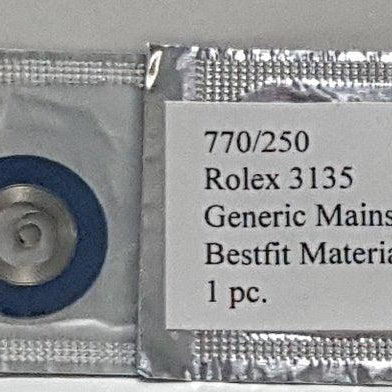 770/250
Rolex 3135
Generic Mains
Bestfit Materia
1 pc.